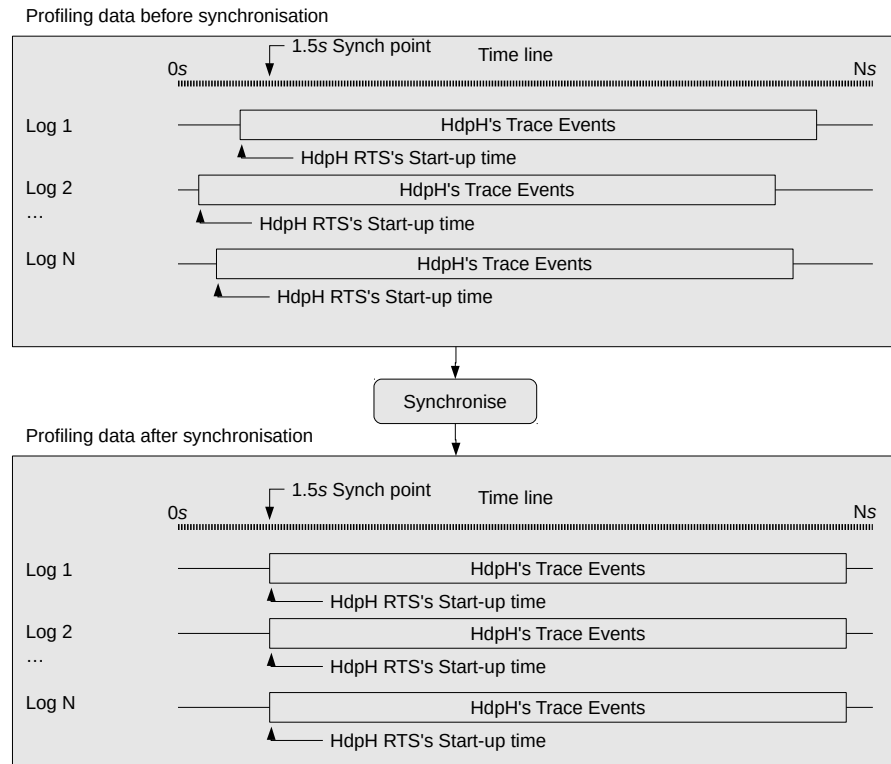 Profiling data before synchronisation
1.5s Synch point
Time line
0s
Ns
Log 1
HdpH's Trace Events
HdpH RTS's Start-up time
Log 2
HdpH's Trace Events
...
HdpH RTS's Start-up time
Log N
HdpH's Trace Events
HdpH RTS's Start-up time
Synchronise
Profiling data after synchronisation
1.5s Synch point
Time line
0s
Ns
Log 1
HdpH's Trace Events
HdpH RTS's Start-up time
Log 2
HdpH's Trace Events
...
HdpH RTS's Start-up time
Log N
HdpH's Trace Events
HdpH RTS's Start-up time